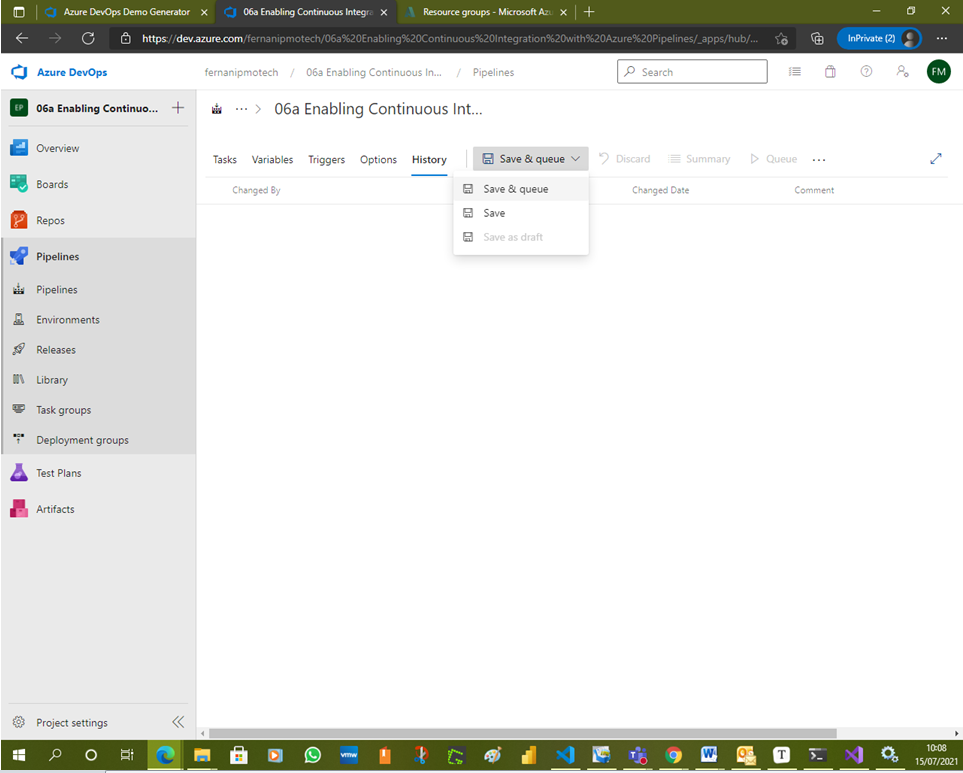 Azure DevOps Demo Generator
06a Enabling Continuous Integra
Resource groups - Microsoft Azu
https://dev.azure.com/fernanipmotech/06a%20Enabling%20Continuous%20Integration%20with%20Azure%20Pipelines/_apps/hub/...
InPrivate (2)
Azure DevOps
fernanipmotech / 06a Enabling Continuous In... / Pipelines
Search
FM
EP
06a Enabling Continuo...
... > 06a Enabling Continuous Int...
Overview
Boards
Repos
Pipelines
Pipelines
Environments
Releases
Library
Task groups
Deployment groups
Test Plans
Artifacts
Project settings
Tasks Variables Triggers Options History Save & queue Discard Summary Queue ...
Changed By Changed Date Comment
Save & queue
Save
Save as draft
vmw
10:08
15/07/2021